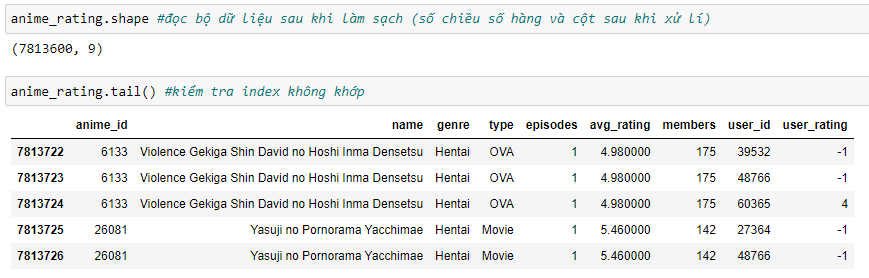 anime_rating.shape #đọc bộ dữ liệu sau khi làm sạch (số chiều số hàng và cột sau khi xử lí)
(7813600, 9)
anime_rating.tail() #kiểm tra index không khớp
anime_id name genre type episodes avg_rating members user_id user_rating
7813722 6133 Violence Gekiga Shin David no Hoshi Inma Densetsu Hentai OVA 1 4.980000 175 39532 -1
7813723 6133 Violence Gekiga Shin David no Hoshi Inma Densetsu Hentai OVA 1 4.980000 175 48766 -1
7813724 6133 Violence Gekiga Shin David no Hoshi Inma Densetsu Hentai OVA 1 4.980000 175 60365 4
7813725 26081 Yasuji no Pornorama Yacchimae Hentai Movie 1 5.460000 142 27364 -1
7813726 26081 Yasuji no Pornorama Yacchimae Hentai Movie 1 5.460000 142 48766 -1